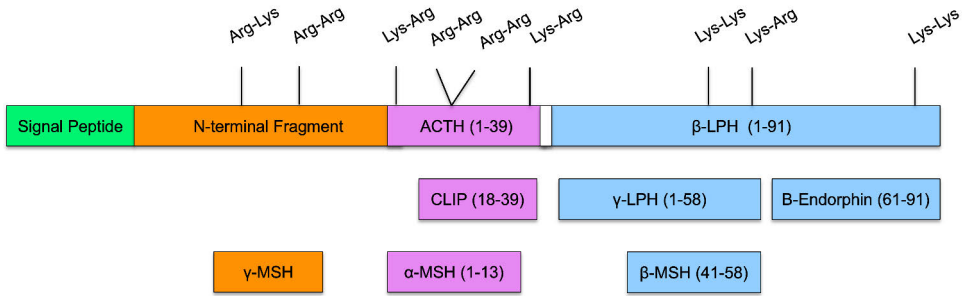 Arg-Lys
Arg-Arg
Lys-Arg
Arg-Arg
Arg-Arg
Lys-Arg
Lys-Lys
Lys-Arg
Lys-Lys
Signal Peptide
N-terminal Fragment
ACTH (1-39)
β-LPH (1-91)
CLIP (18-39)
γ-LPH (1-58)
B-Endorphin (61-91)
γ-MSH
α-MSH (1-13)
β-MSH (41-58)